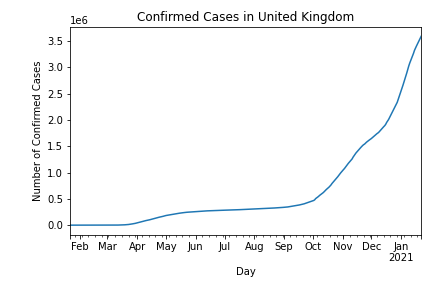 Confirmed Cases in United Kingdom
1e6
3.5
3.0
2.5
2.0
1.5
1.0
0.5
0.0
Number of Confirmed Cases
Feb Mar Apr May Jun Jul Aug Sep Oct Nov Dec Jan
2021
Day